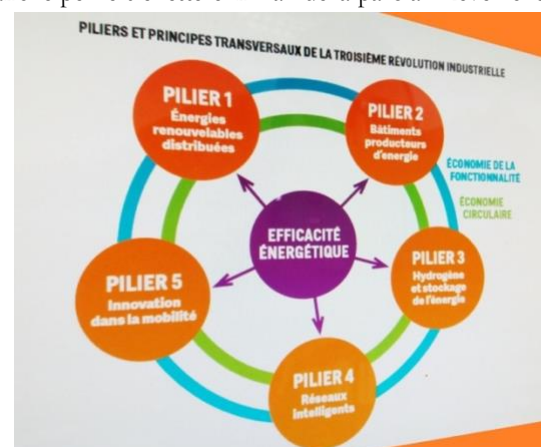 PILIERS ET PRINCIPES TRANSVERSAUX DE LA TROISIÈME RÉVOLUTION INDUSTRIELLE
PILIER 1
Énergies
renouvelables
distribuées
PILIER 2
Bâtiments
producteurs
d'énergie
ÉCONOMIE DE LA
FONCTIONNALITÉ
ÉCONOMIE
CIRCULAIRE
EFFICACITÉ
ÉNERGÉTIQUE
PILIER 3
Hydrogène
et stockage
de l'énergie
PILIER 5
Innovation
dans la mobilité
PILIER 4
Réseaux
intelligents